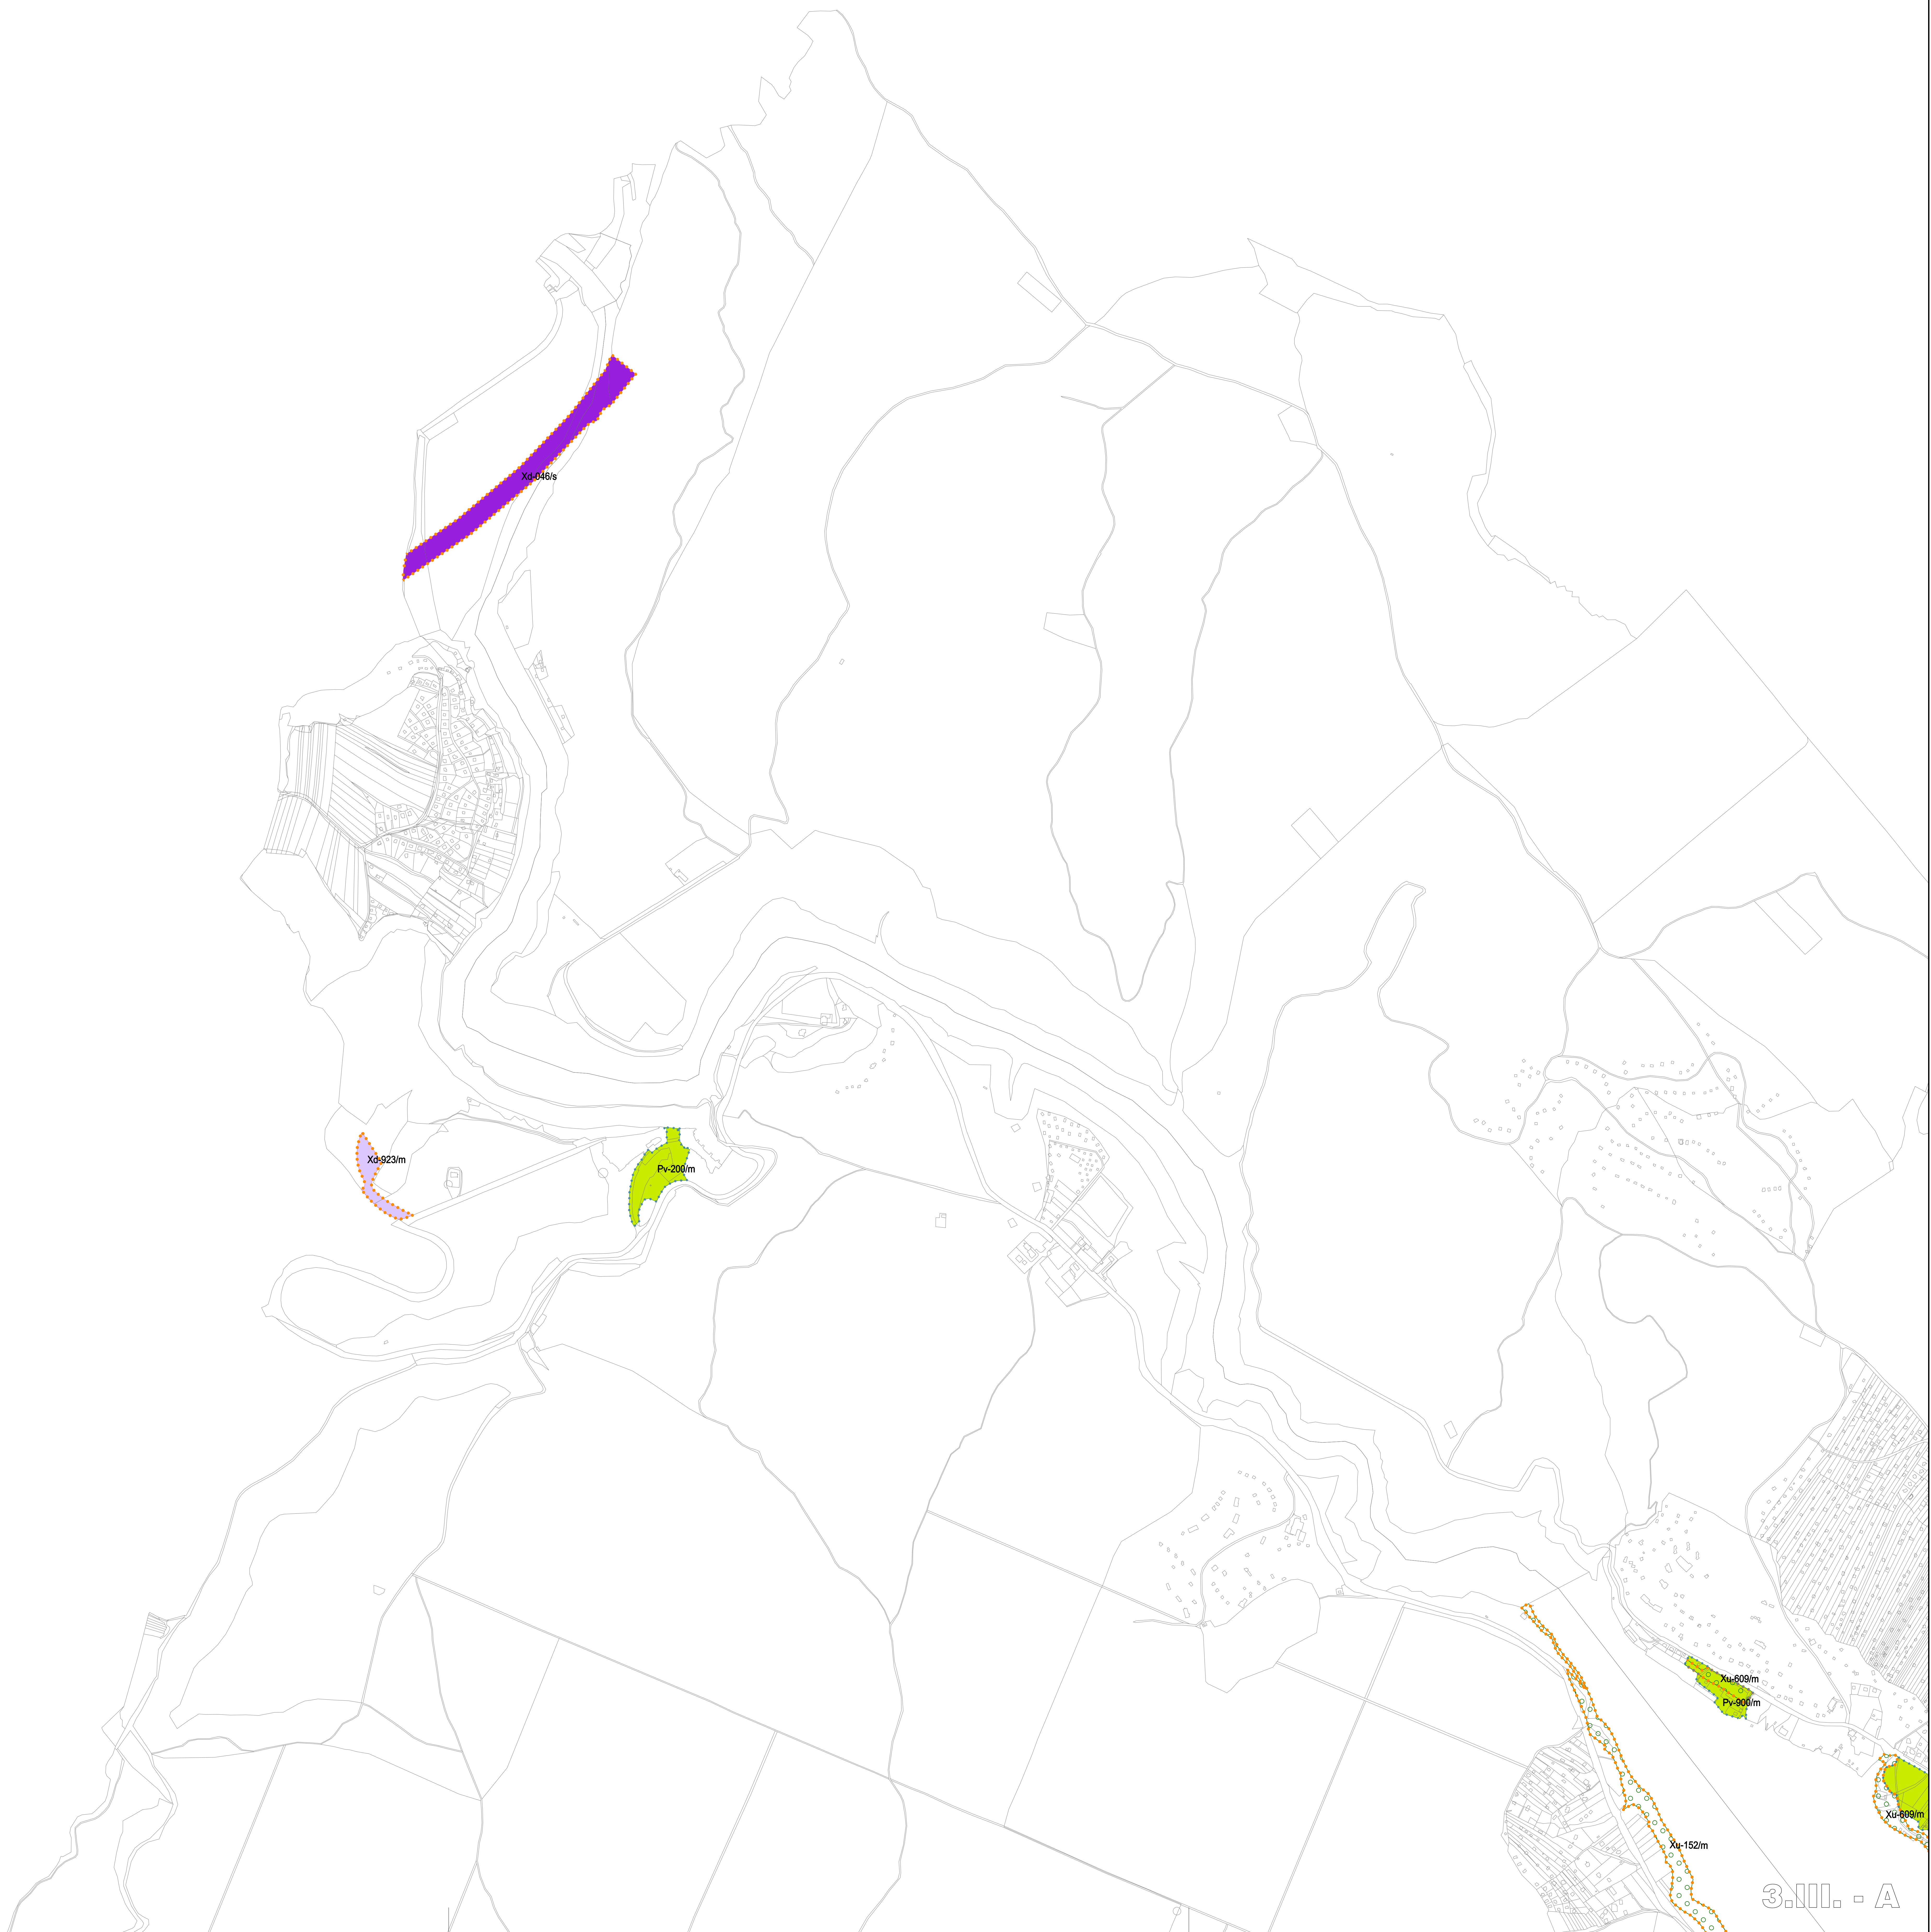 Xd-046/s
Xd-923/m
Pv-200/m
Xu-609/m
Pv-900/m
Xu-609/m
Xu-152/m
3.III. - A